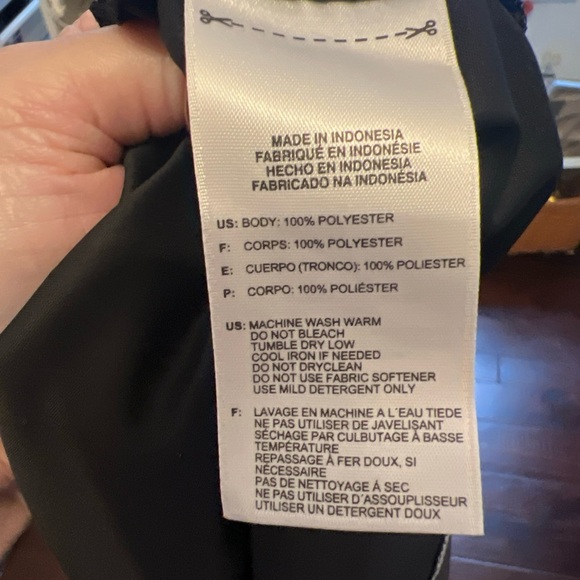 MADE IN INDONESIA
FABRIQUÉ EN INDONÉSIE
HECHO EN INDONESIA
FABRICADO NA INDONÉSIA
US: BODY: 100% POLYESTER
F: CORPS: 100% POLYESTER
E: CUERPO (TRONCO): 100% POLIESTER
P: CORPO: 100% POLIÉSTER
US: MACHINE WASH WARM
DO NOT BLEACH
TUMBLE DRY LOW
COOL IRON IF NEEDED
DO NOT DRYCLEAN
DO NOT USE FABRIC SOFTENER
USE MILD DETERGENT ONLY
F: LAVAGE EN MACHINE A L´EAU TIEDE
NE PAS UTILISER DE JAVELISANT
SÉCHAGE PAR CULBUTAGE À BASSE
TEMPÉRATURE
REPASSAGE À FER DOUX, SI
NÉCESSAIRE
PAS DE NETTOYAGE À SEC
NE PAS UTILISER D´ASSOUPLISSEUR
UTILISER UN DETERGENT DOUX